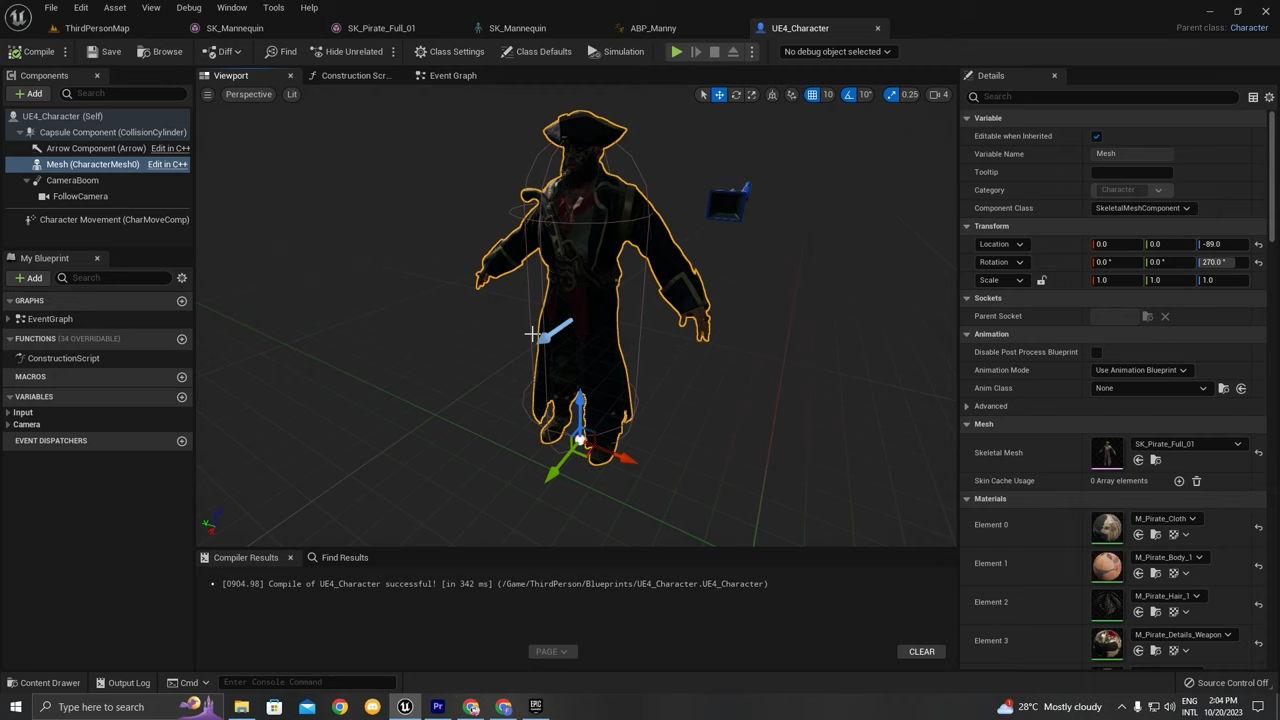 File Edit Asset View Debug Window Tools Help
Parent class: Character
ThirdPersonMap SK_Mannequin SK_Pirate_Full_01 SK_Mannequin ABP_Manny UE4_Character
Compile Save Browse Diff Find Hide Unrelated Class Settings Class Defaults Simulation No debug object selected
Components
Add Search
UE4_Character (Self)
Capsule Component (CollisionCylinder)
Arrow Component (Arrow) Edit in C++
Mesh (CharacterMesh0) Edit in C++
CameraBoom
FollowCamera
Character Movement (CharMoveComp)
My Blueprint
Add Search
GRAPHS
EventGraph
FUNCTIONS (34 OVERRIDABLE)
ConstructionScript
MACROS
VARIABLES
Input
Camera
EVENT DISPATCHERS
Viewport Construction Scr... Event Graph
Perspective Lit 10 10° 0.25 4
Compiler Results Find Results
[0904.98] Compile of UE4_Character successful! [in 342 ms] (/Game/ThirdPerson/Blueprints/UE4_Character.UE4_Character)
PAGE CLEAR
Details
Search
Variable
Editable when Inherited
Variable Name Mesh
Tooltip
Category Character
Component Class SkeletalMeshComponent
Transform
Location 0.0 0.0 -89.0
Rotation 0.0 ° 0.0 ° 270.0 °
Scale 1.0 1.0 1.0
Sockets
Parent Socket
Animation
Disable Post Process Blueprint
Animation Mode Use Animation Blueprint
Anim Class None
Advanced
Mesh
Skeletal Mesh SK_Pirate_Full_01
Skin Cache Usage 0 Array elements
Materials
Element 0 M_Pirate_Cloth
Element 1 M_Pirate_Body_1
Element 2 M_Pirate_Hair_1
Element 3 M_Pirate_Details_Weapon
Content Drawer Output Log Cmd Enter Console Command Source Control Off
Type here to search 28°C Mostly cloudy ENG INTL 2:04 PM 10/20/2023